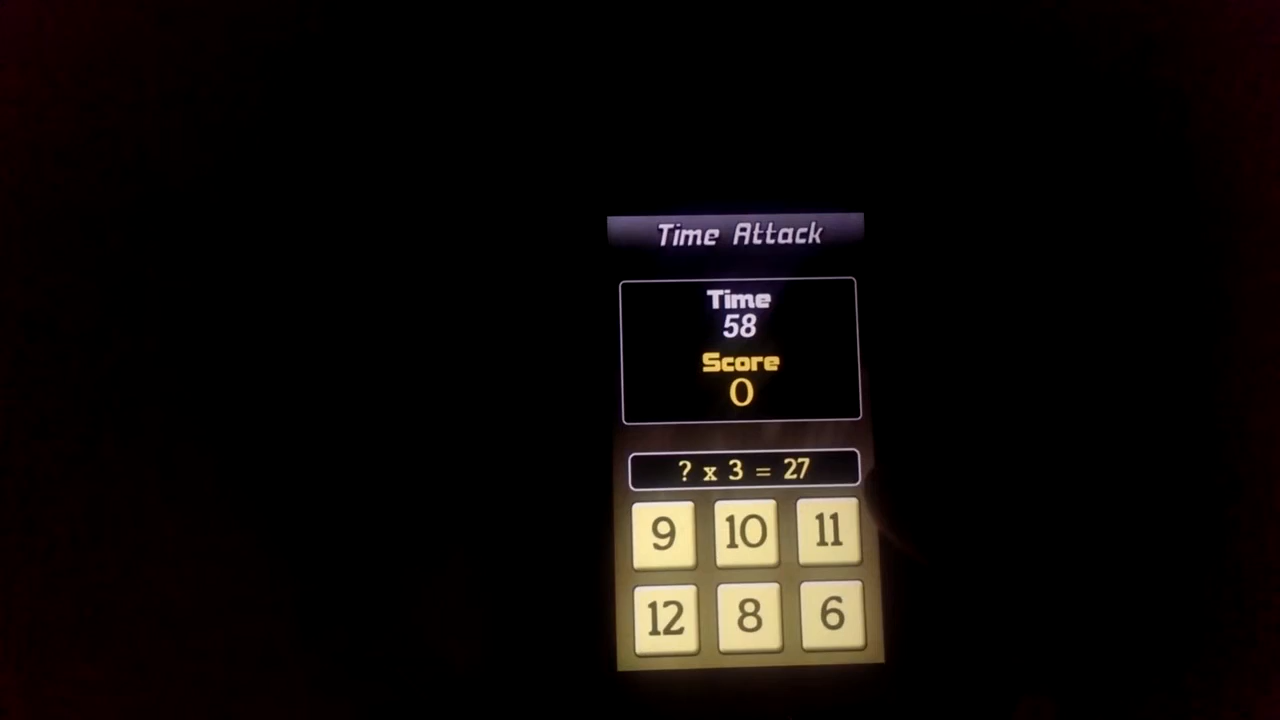 Time Attack
Time
58
Score
0
? x 3 = 27
9 10 11
12 8 6